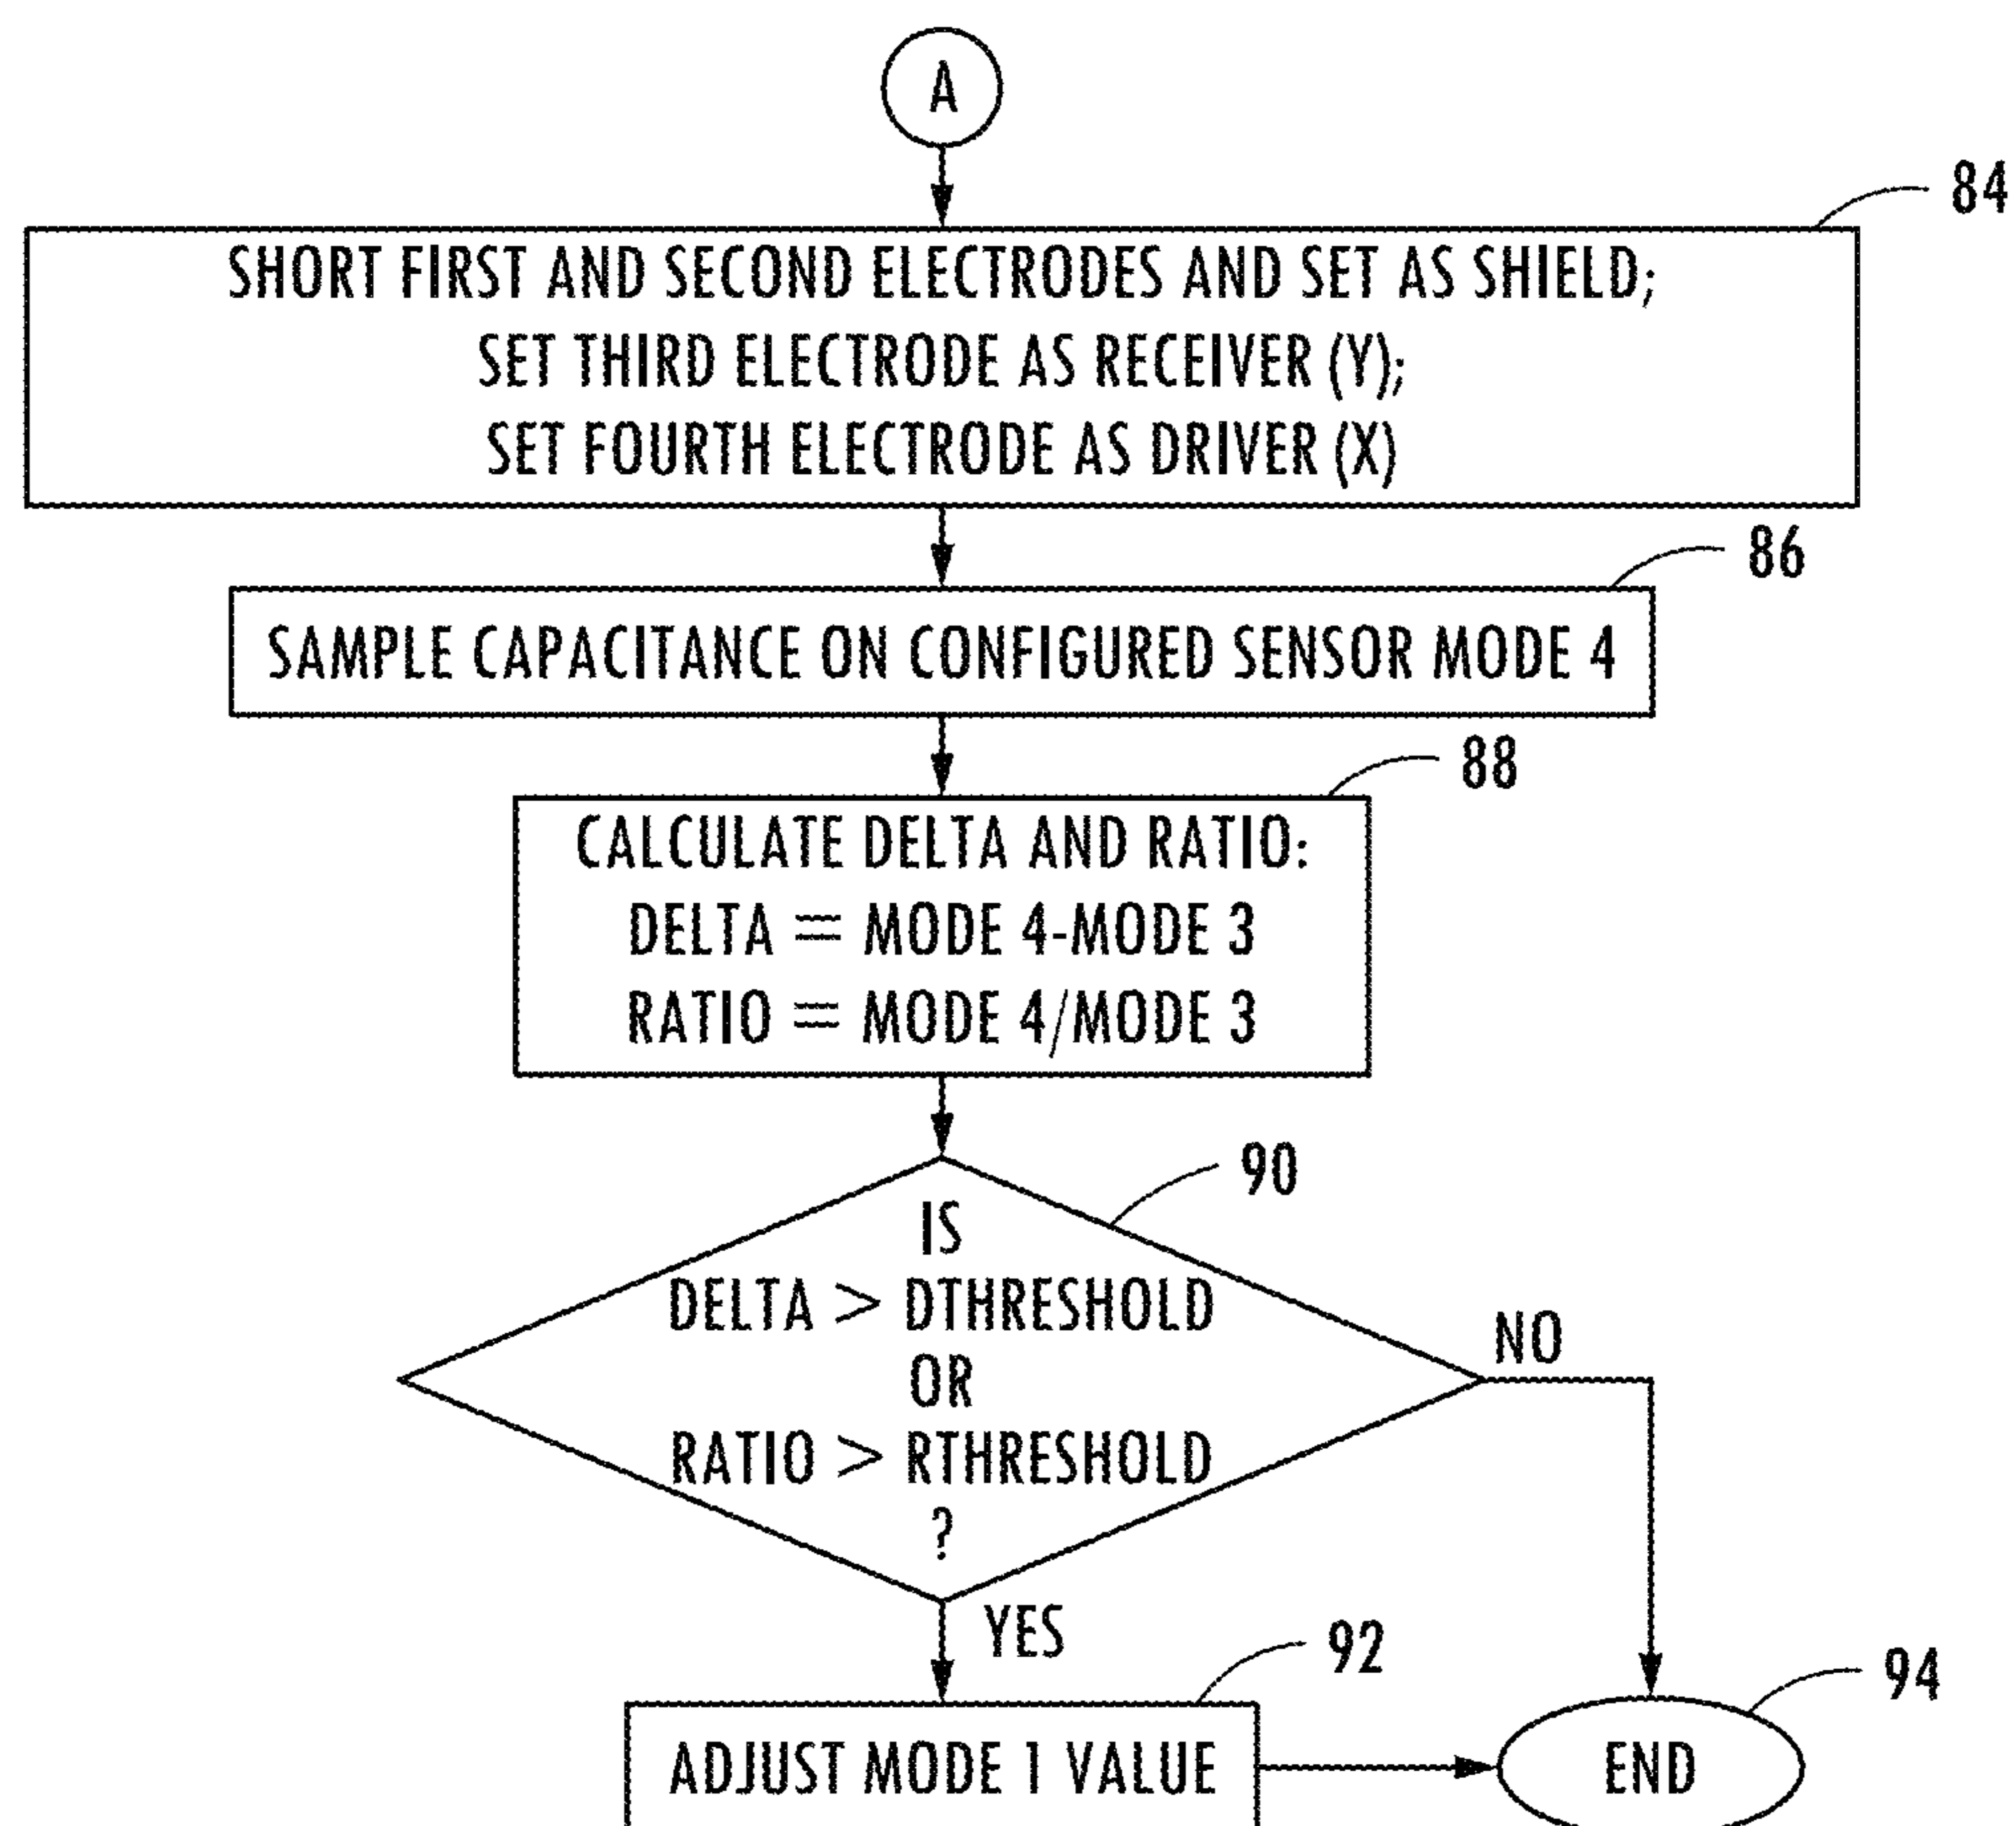 A
84
SHORT FIRST AND SECOND ELECTRODES AND SET AS SHIELD;
SET THIRD ELECTRODE AS RECEIVER (Y);
SET FOURTH ELECTRODE AS DRIVER (X)
86
SAMPLE CAPACITANCE ON CONFIGURED SENSOR MODE 4
88
CALCULATE DELTA AND RATIO:
DELTA = MODE 4-MODE 3
RATIO = MODE 4/MODE 3
90
IS
DELTA > DTHRESHOLD
OR
RATIO > RTHRESHOLD
?
NO
YES
92
ADJUST MODE 1 VALUE
94
END